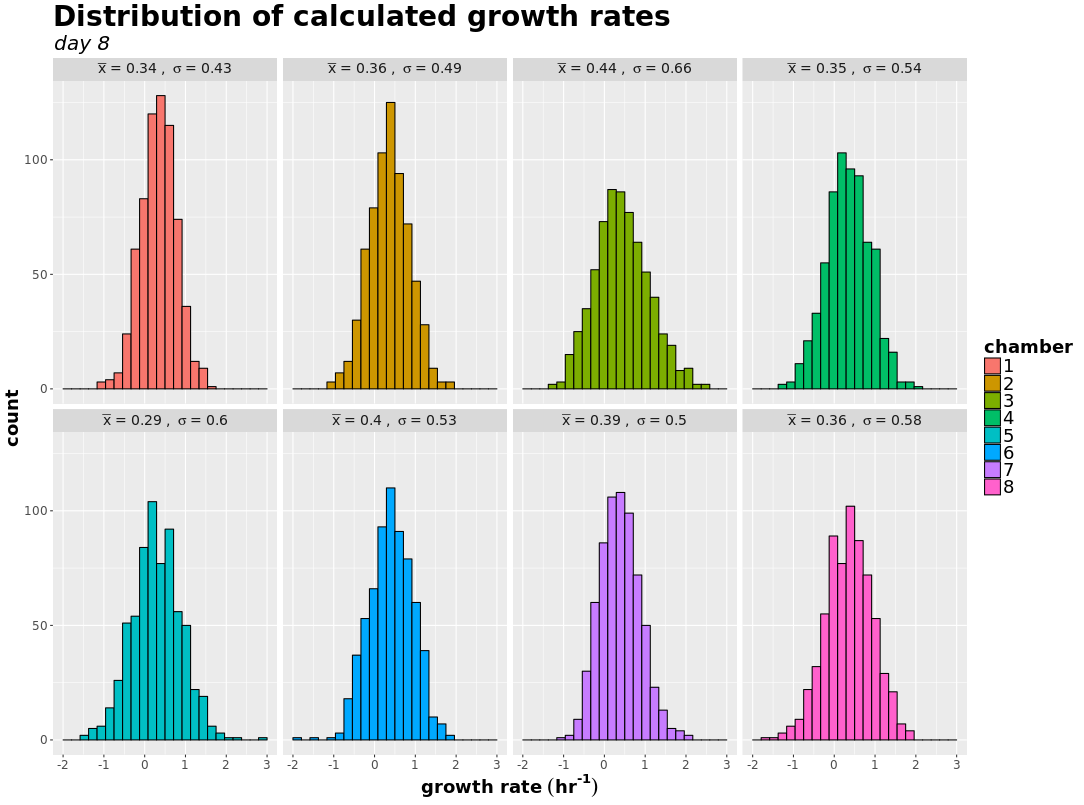 Distribution of calculated growth rates
day 8
x̅ = 0.34 , σ = 0.43
x̅ = 0.36 , σ = 0.49
x̅ = 0.44 , σ = 0.66
x̅ = 0.35 , σ = 0.54
100
50
0
count
x̅ = 0.29 , σ = 0.6
x̅ = 0.4 , σ = 0.53
x̅ = 0.39 , σ = 0.5
x̅ = 0.36 , σ = 0.58
100
50
0
-2 -1 0 1 2 3
-2 -1 0 1 2 3
-2 -1 0 1 2 3
-2 -1 0 1 2 3
growth rate (hr⁻¹)
chamber
1
2
3
4
5
6
7
8